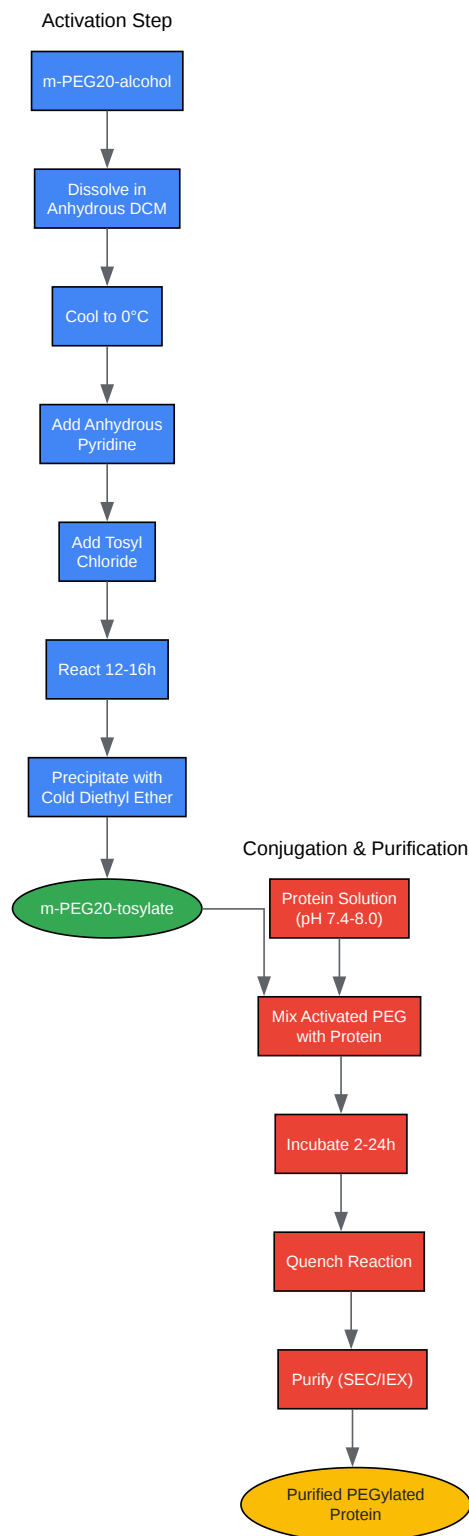 Activation Step
m-PEG20-alcohol
Dissolve in
Anhydrous DCM
Cool to 0°C
Add Anhydrous
Pyridine
Add Tosyl
Chloride
React 12-16h
Precipitate with
Cold Diethyl Ether
m-PEG20-tosylate
Conjugation & Purification
Protein Solution
(pH 7.4-8.0)
Mix Activated PEG
with Protein
Incubate 2-24h
Quench Reaction
Purify (SEC/IEX)
Purified PEGylated
Protein